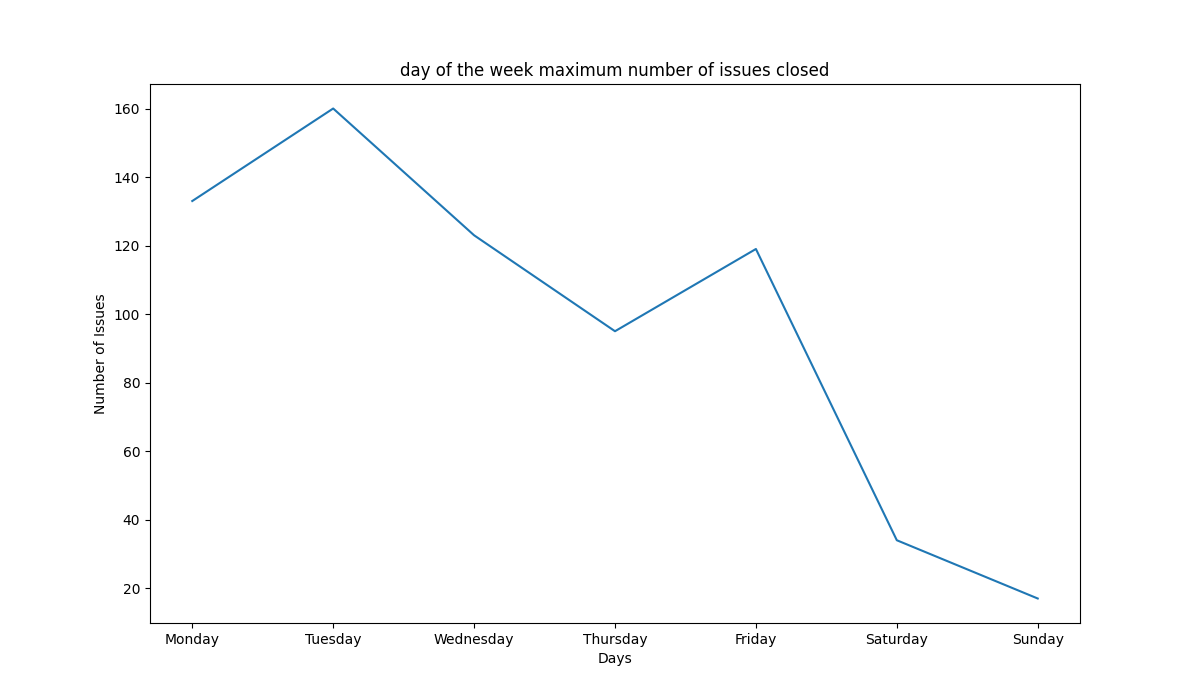 day of the week maximum number of issues closed
160
140
120
100
80
60
40
20
Number of Issues
Monday Tuesday Wednesday Thursday Friday Saturday Sunday
Days